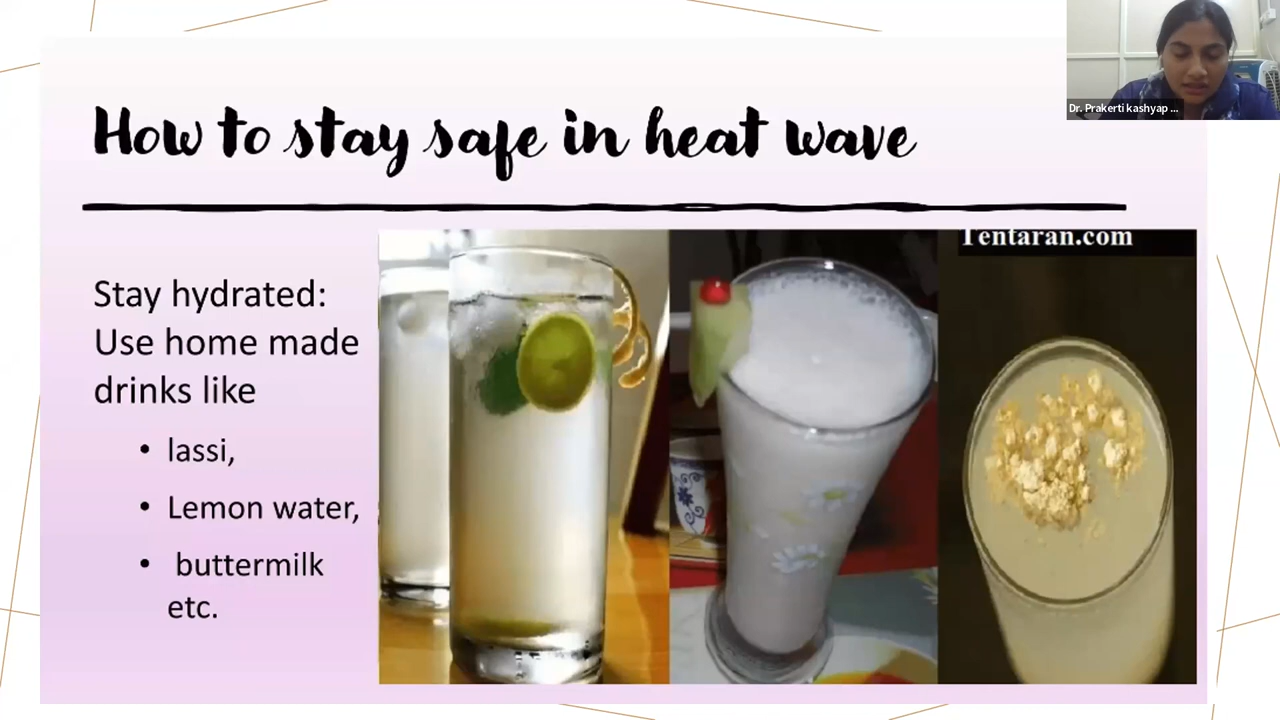 Dr. Prakerti kashyap ...
How to stay safe in heat wave
Tentaran.com
Stay hydrated:
Use home made
drinks like
• lassi,
• Lemon water,
• buttermilk
etc.